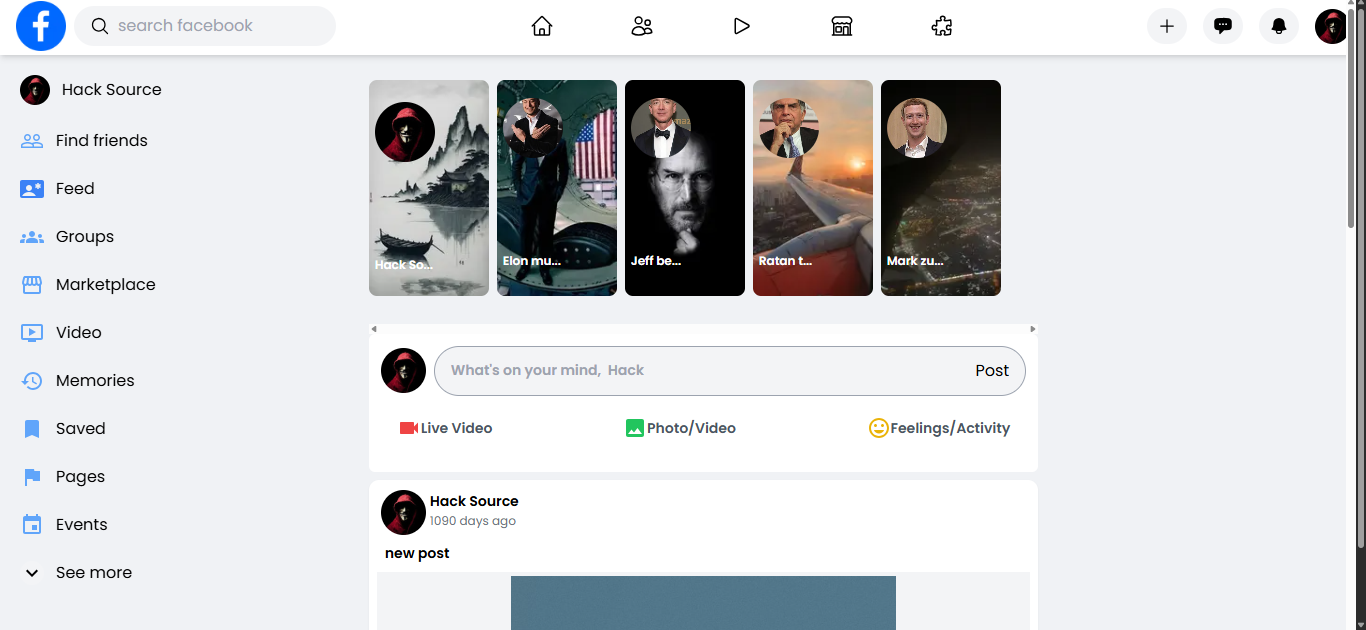 search facebook
Hack Source
Find friends
Feed
Groups
Marketplace
Video
Memories
Saved
Pages
Events
See more
Hack So...
Elon mu...
Jeff be...
Ratan t...
Mark zu...
What's on your mind, Hack
Post
Live Video
Photo/Video
Feelings/Activity
Hack Source
1090 days ago
new post